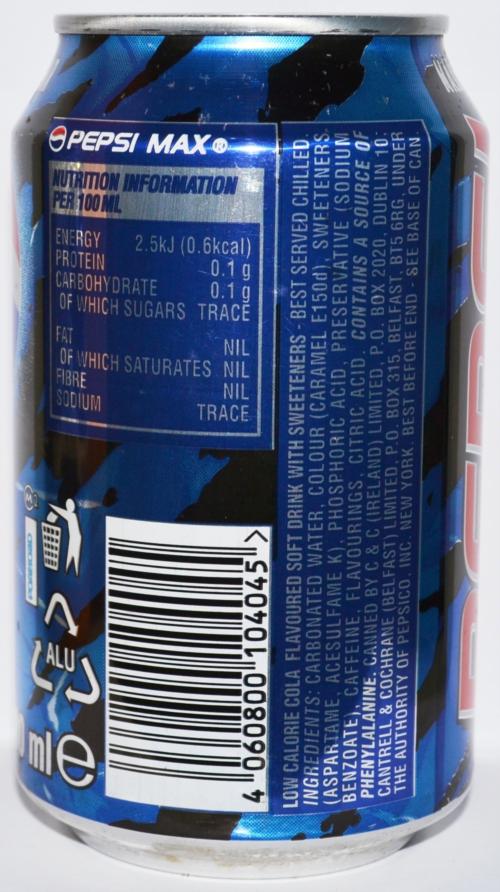 PEPSI MAX®
NUTRITION INFORMATION
PER 100 ML
ENERGY 2.5kJ (0.6kcal)
PROTEIN 0.1 g
CARBOHYDRATE 0.1 g
OF WHICH SUGARS TRACE
FAT NIL
OF WHICH SATURATES NIL
FIBRE NIL
SODIUM TRACE
LOW CALORIE COLA FLAVOURED SOFT DRINK WITH SWEETENERS - BEST SERVED CHILLED.
INGREDIENTS: CARBONATED WATER, COLOUR (CARAMEL E150d), SWEETENERS
(ASPARTAME, ACESULFAME K), PHOSPHORIC ACID, PRESERVATIVE (SODIUM
BENZOATE), CAFFEINE, FLAVOURINGS, CITRIC ACID. CONTAINS A SOURCE OF
PHENYLALANINE. CANNED BY C & C (IRELAND) LIMITED, P.O. BOX 2020, DUBLIN 10;
CANTRELL & COCHRANE (BELFAST) LIMITED, P.O. BOX 315, BELFAST, BT5 6RG, UNDER
THE AUTHORITY OF PEPSICO, INC. NEW YORK. BEST BEFORE END - SEE BASE OF CAN
ALU
ml e
4 060800 104045 >